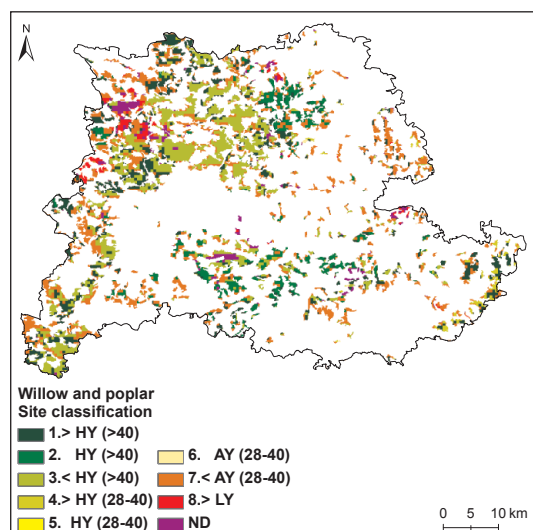 N
Willow and poplar
Site classification
1.> HY (>40)
2. HY (>40) 6. AY (28-40)
3.< HY (>40) 7.< AY (28-40)
4.> HY (28-40) 8.> LY
5. HY (28-40) ND
0 5 10 km